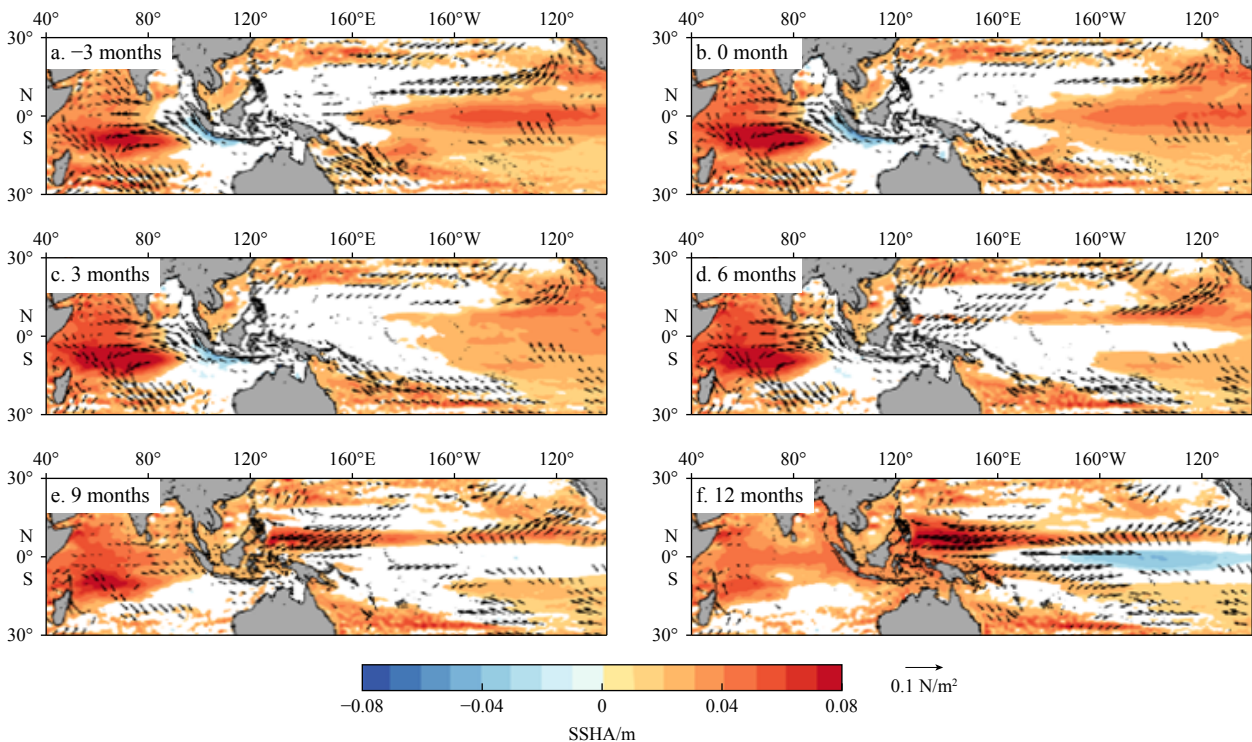 40° 80° 120° 160°E 160°W 120° 40° 80° 120° 160°E 160°W 120°
30° a. −3 months 30° b. 0 month
N N
0° 0°
S S
30° 30°
40° 80° 120° 160°E 160°W 120° 40° 80° 120° 160°E 160°W 120°
30° c. 3 months 30° d. 6 months
N N
0° 0°
S S
30° 30°
40° 80° 120° 160°E 160°W 120° 40° 80° 120° 160°E 160°W 120°
30° e. 9 months 30° f. 12 months
N N
0° 0°
S S
30° 30°
−0.08 −0.04 0 0.04 0.08 0.1 N/m²
SSHA/m